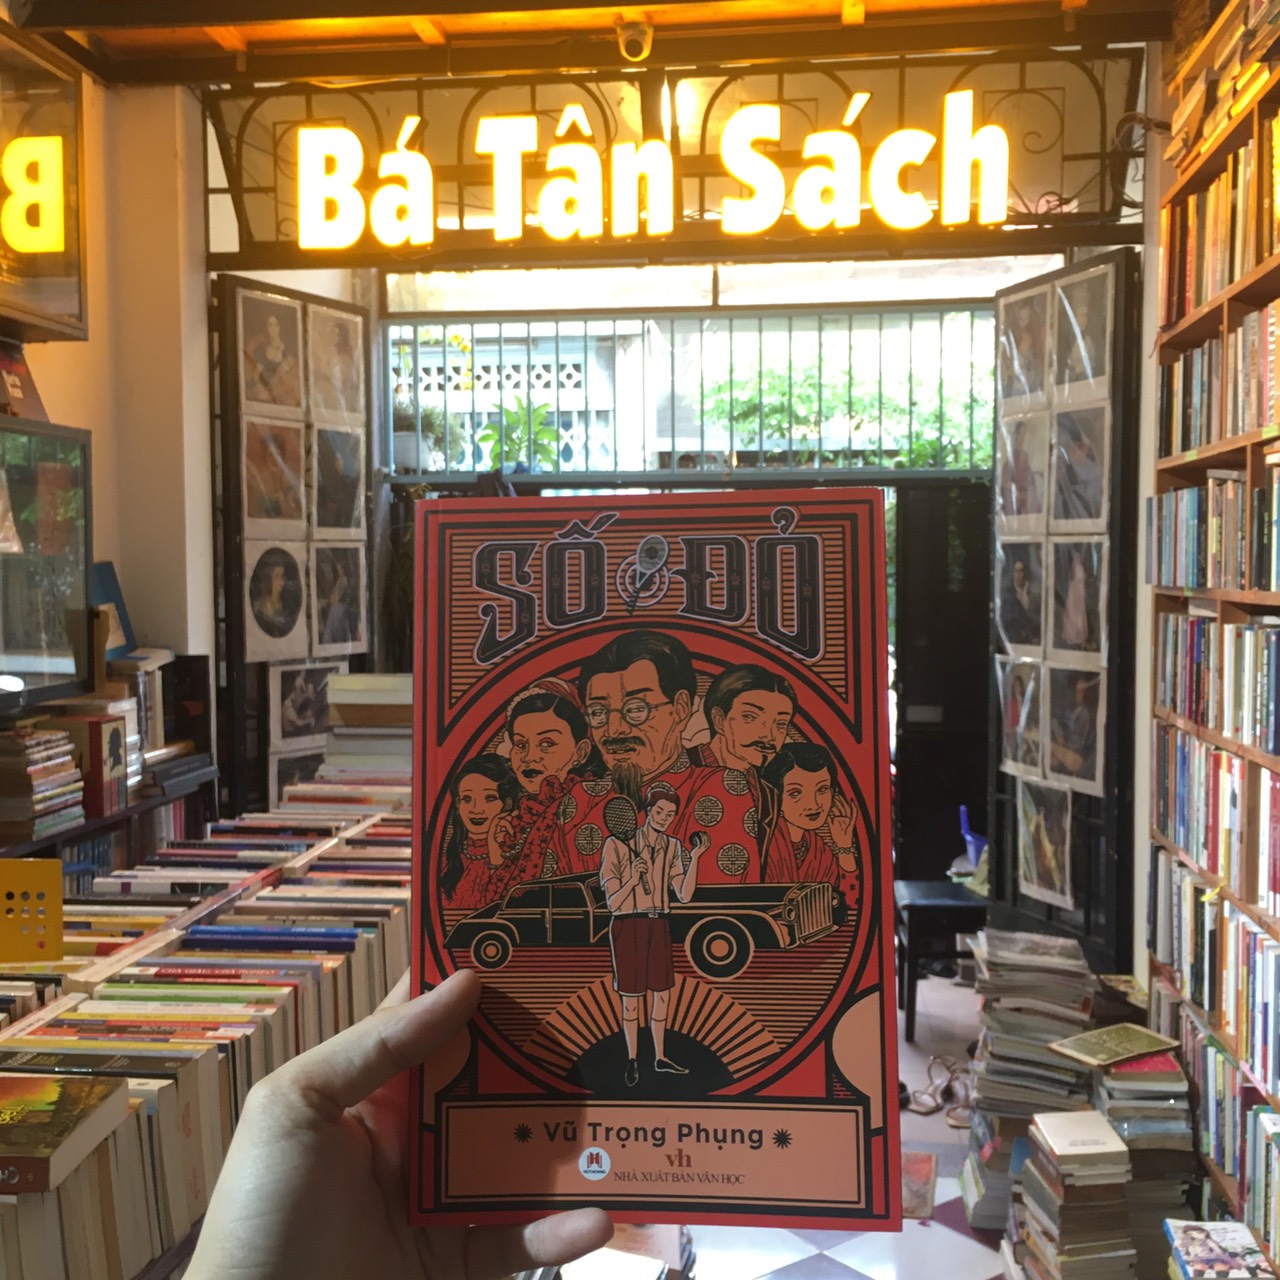 Bá Tân Sách
B
SỐ ĐỎ
Vũ Trọng Phụng
vh
NHÀ XUẤT BẢN VĂN HỌC